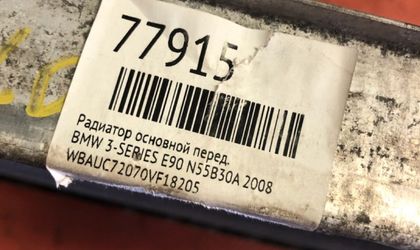 77915
Радиатор основной перед.
BMW 3-SERIES E90 N55B30A 2008
WBAUC72070VF18205